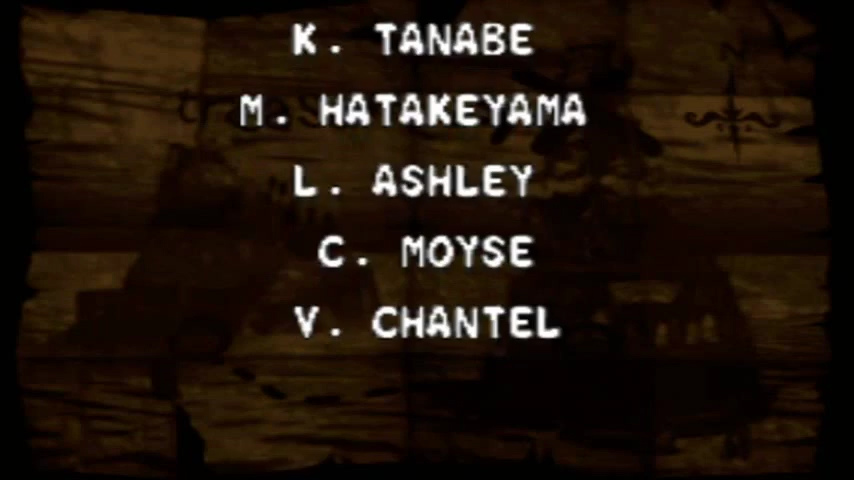 K. TANABE
M. HATAKEYAMA
L. ASHLEY
C. MOYSE
V. CHANTEL
N